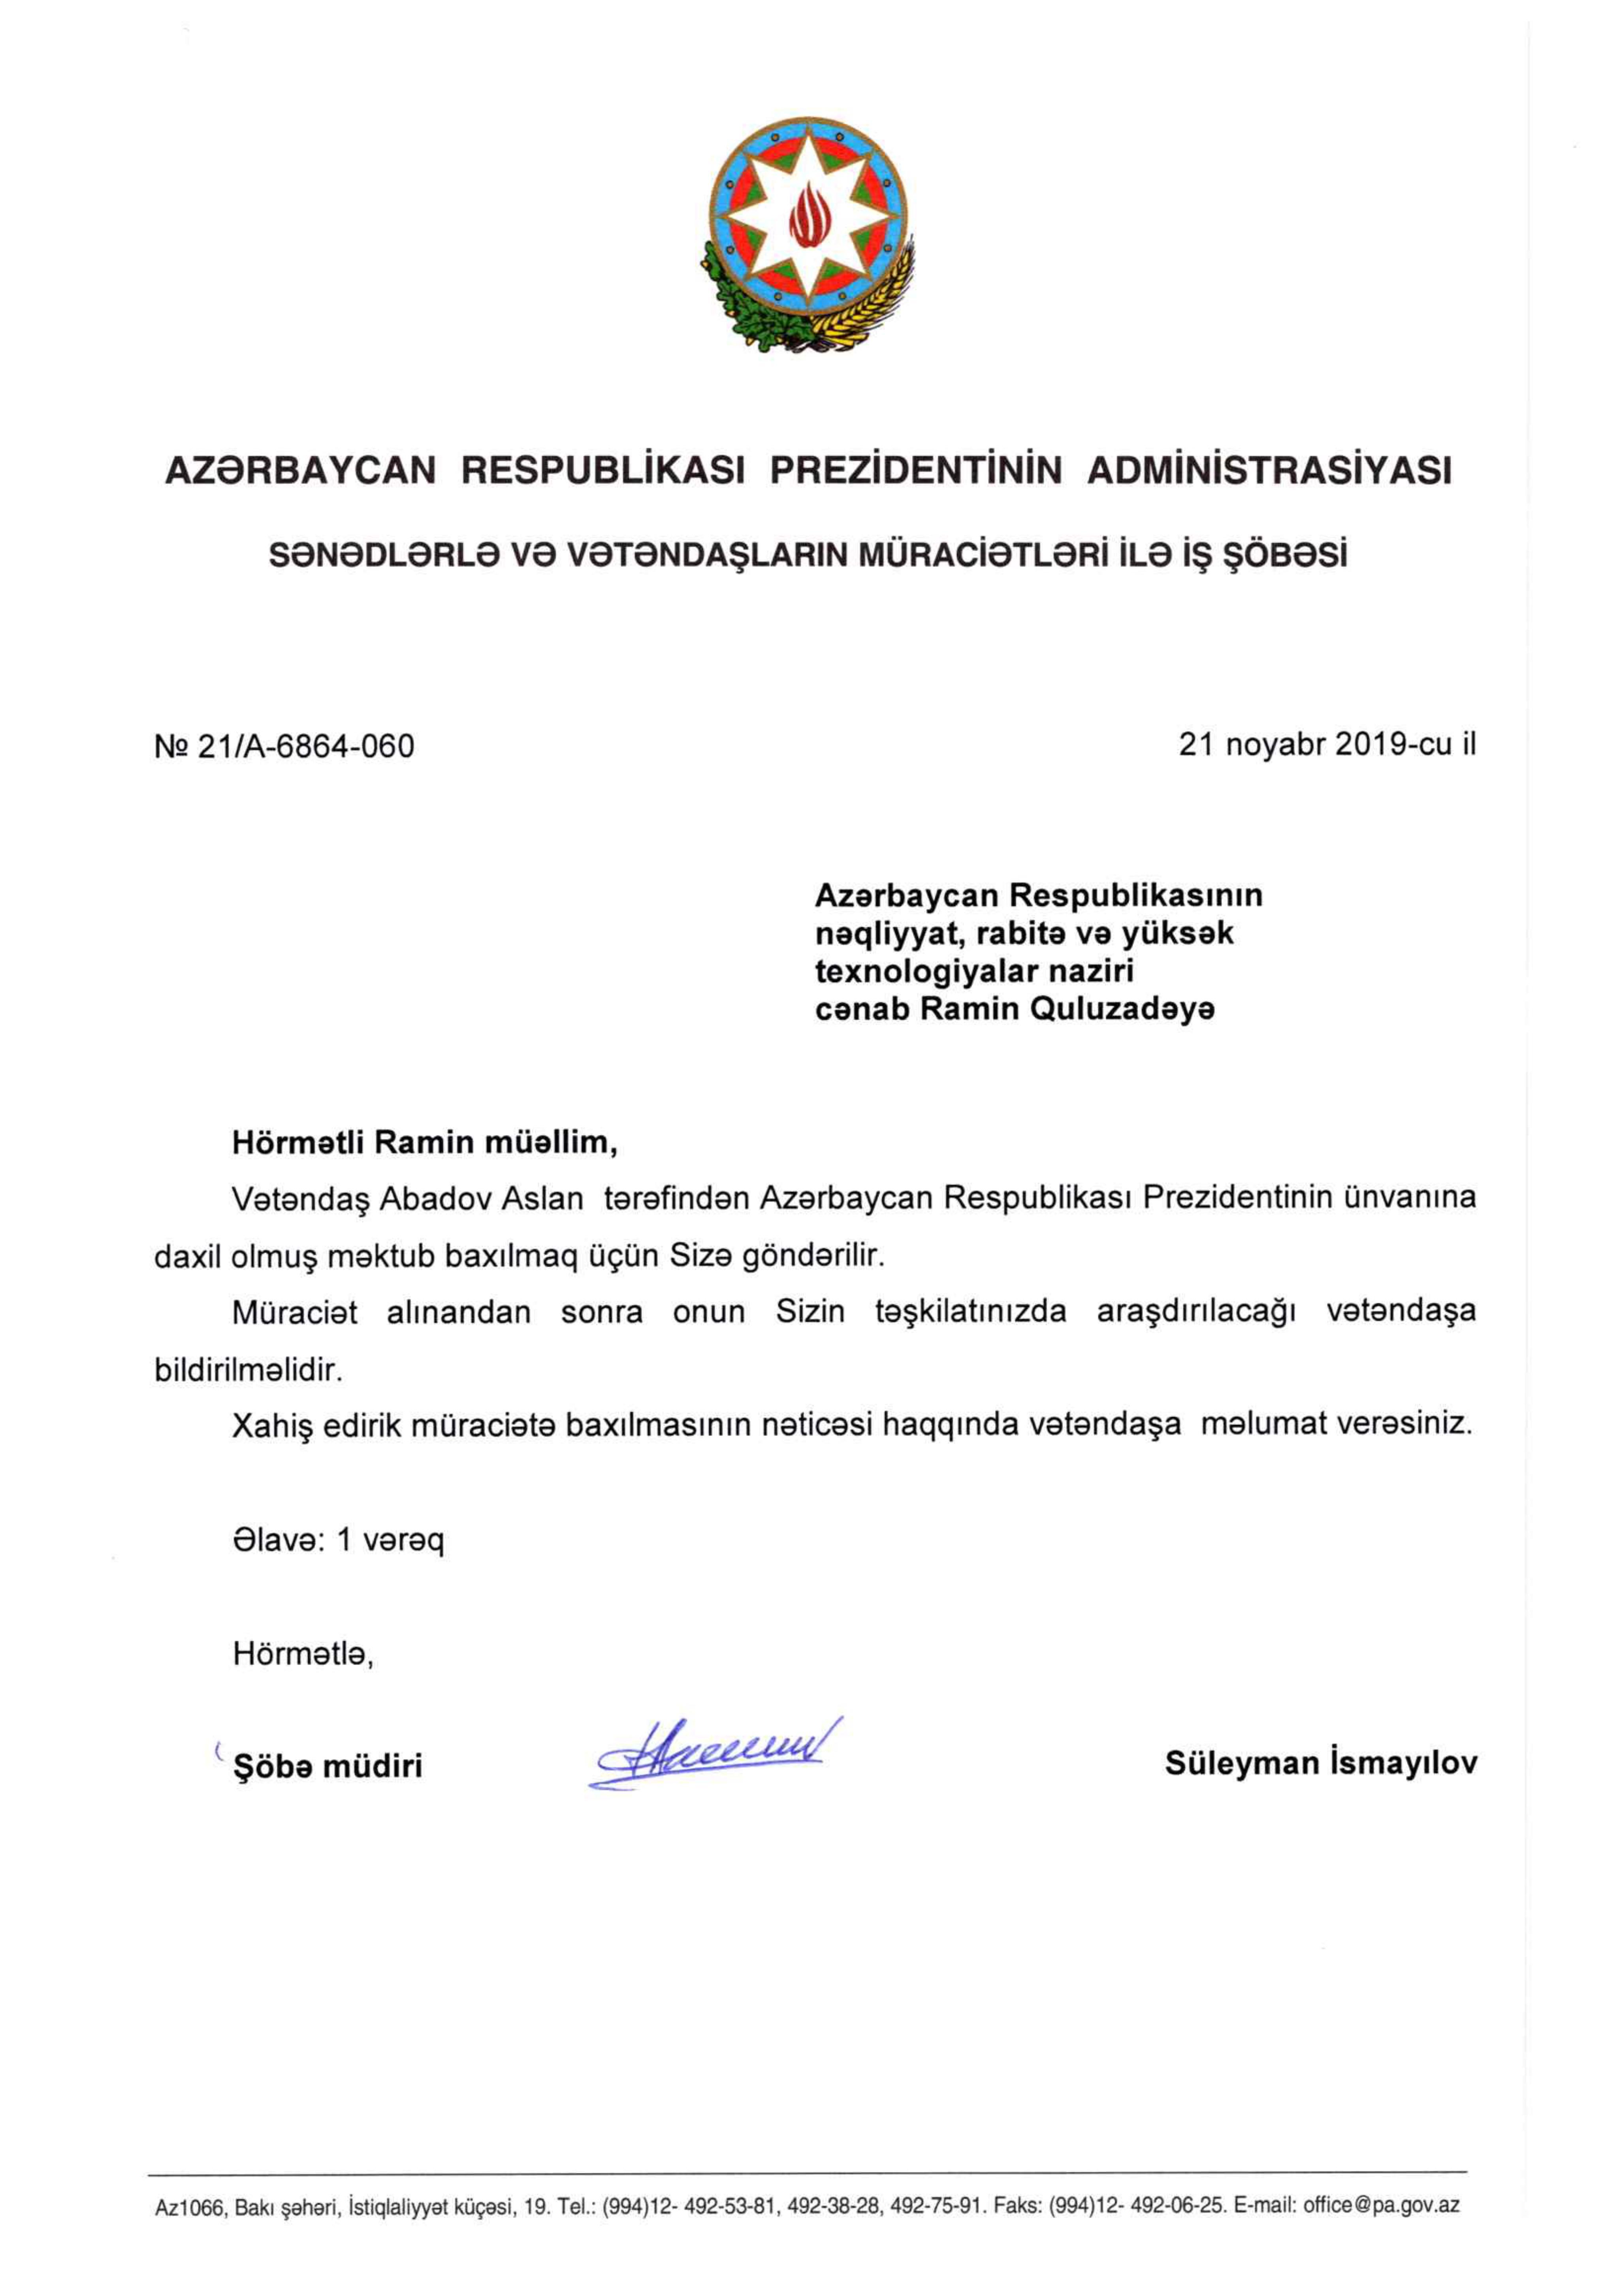 AZƏRBAYCAN RESPUBLİKASI PREZİDENTİNİN ADMİNİSTRASİYASI
SƏNƏDLƏRLƏ VƏ VƏTƏNDAŞLARIN MÜRACİƏTLƏRİ İLƏ İŞ ŞÖBƏSİ
№ 21/A-6864-060
21 noyabr 2019-cu il
Azərbaycan Respublikasının
nəqliyyat, rabitə və yüksək
texnologiyalar naziri
cənab Ramin Quluzadəyə
Hörmətli Ramin müəllim,
Vətəndaş Abadov Aslan tərəfindən Azərbaycan Respublikası Prezidentinin ünvanına
daxil olmuş məktub baxılmaq üçün Sizə göndərilir.
Müraciət alınandan sonra onun Sizin təşkilatınızda araşdırılacağı vətəndaşa
bildirilməlidir.
Xahiş edirik müraciətə baxılmasının nəticəsi haqqında vətəndaşa məlumat verəsiniz.
Əlavə: 1 vərəq
Hörmətlə,
Şöbə müdiri
Süleyman İsmayılov
Az1066, Bakı şəhəri, İstiqlaliyyət küçəsi, 19. Tel.: (994)12- 492-53-81, 492-38-28, 492-75-91. Faks: (994)12- 492-06-25. E-mail: office@pa.gov.az